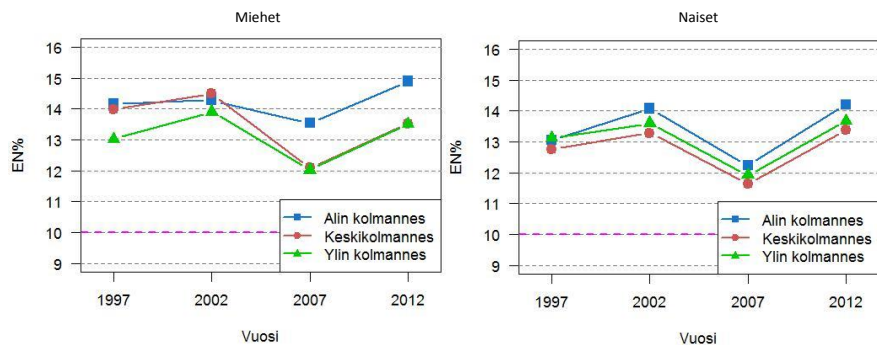 Miehet
16
15
14
13
12
11
10
9
EN%
Alin kolmannes
Keskikolmannes
Ylin kolmannes
1997 2002 2007 2012
Vuosi
Naiset
16
15
14
13
12
11
10
9
EN%
Alin kolmannes
Keskikolmannes
Ylin kolmannes
1997 2002 2007 2012
Vuosi